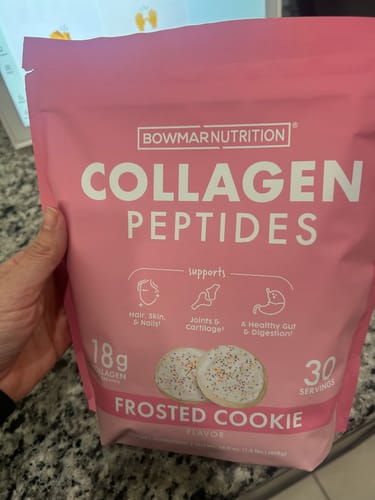 BOWMARNUTRITION®
COLLAGEN
PEPTIDES
supports
Hair, Skin,
& Nails!
Joints &
Cartilage!
A Healthy Gut
& Digestion!
18g
COLLAGEN
30
SERVINGS
FROSTED COOKIE
FLAVOR